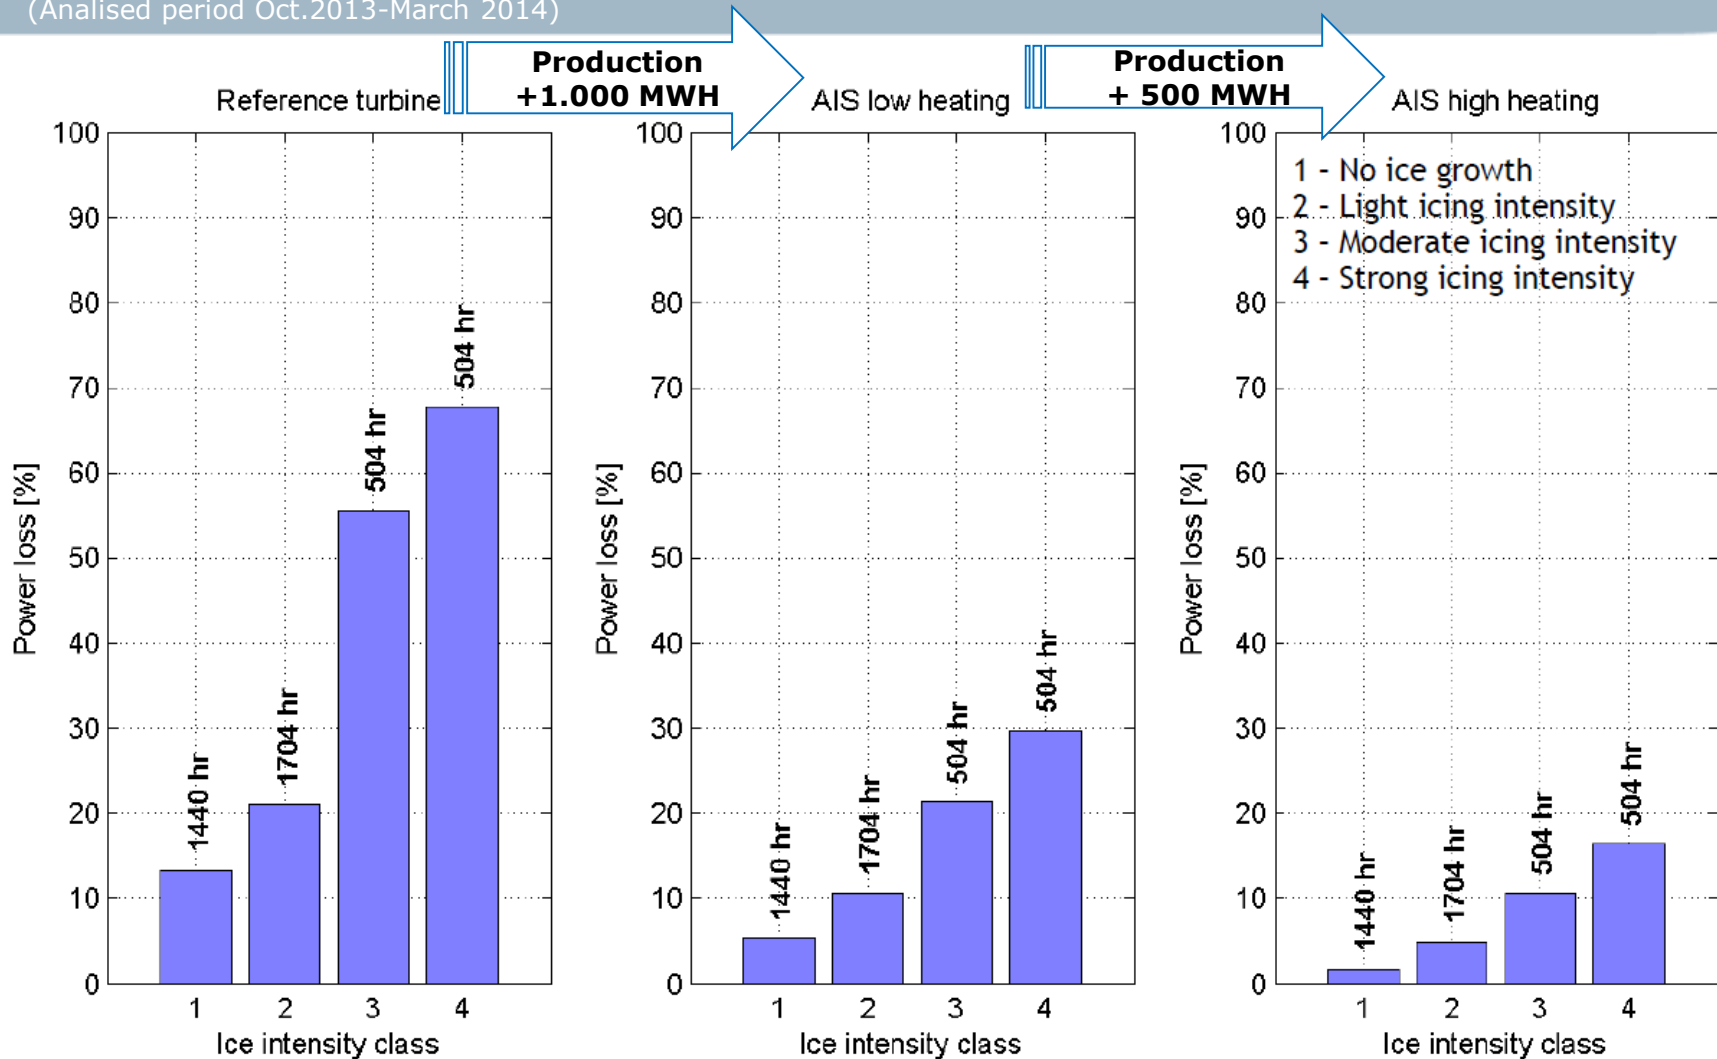 (Analised period Oct.2013-March 2014)
Production
+1.000 MWH
Production
+ 500 MWH
Reference turbine
100
90
80
70
60
50
40
30
20
10
0
Power loss [%]
1440 hr
1704 hr
504 hr
504 hr
1 2 3 4
Ice intensity class
AIS low heating
100
90
80
70
60
50
40
30
20
10
0
Power loss [%]
1440 hr
1704 hr
504 hr
504 hr
1 2 3 4
Ice intensity class
AIS high heating
1 - No ice growth
2 - Light icing intensity
3 - Moderate icing intensity
4 - Strong icing intensity
100
90
80
70
60
50
40
30
20
10
0
Power loss [%]
1440 hr
1704 hr
504 hr
504 hr
1 2 3 4
Ice intensity class